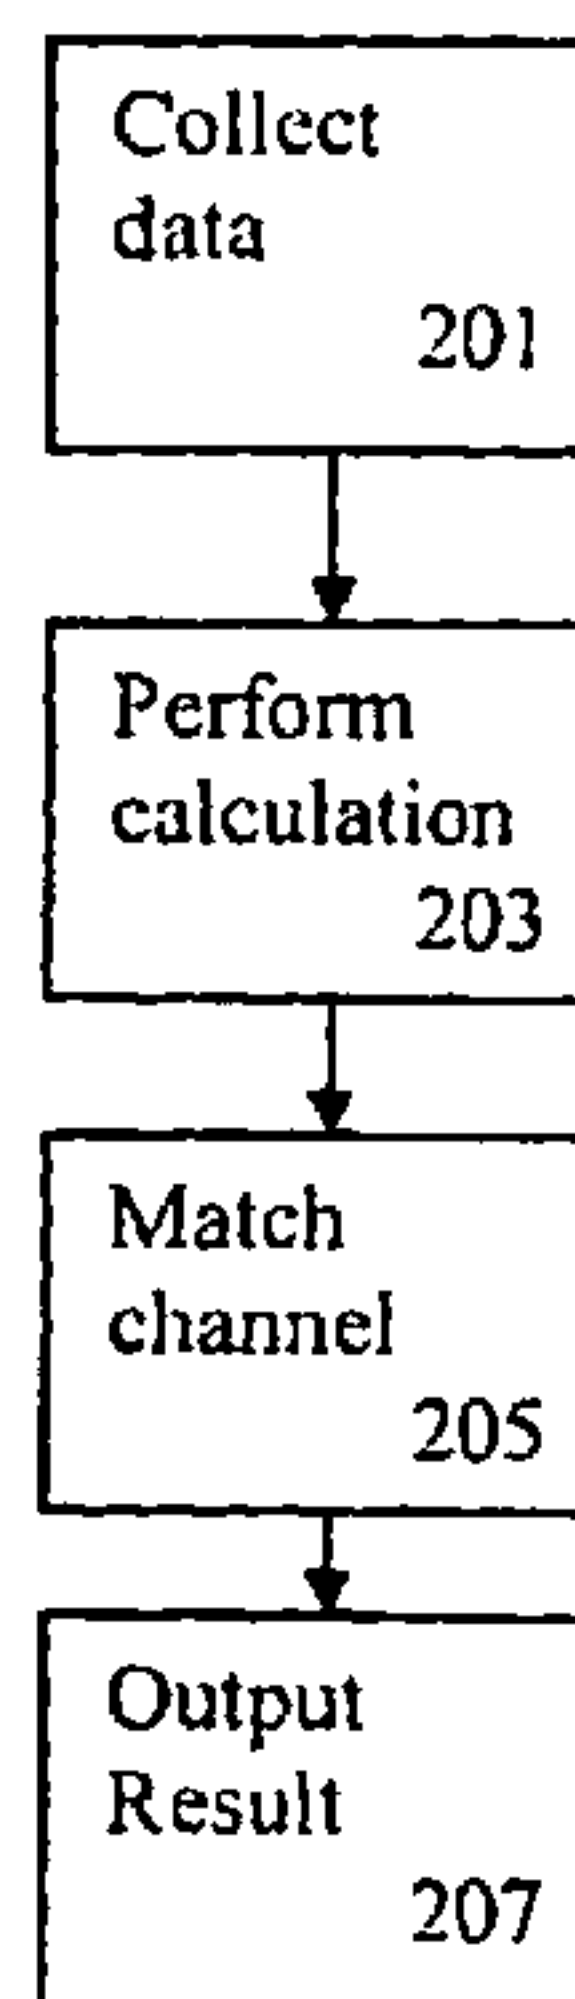 Collect
data
201
Perform
calculation
203
Match
channel
205
Output
Result
207